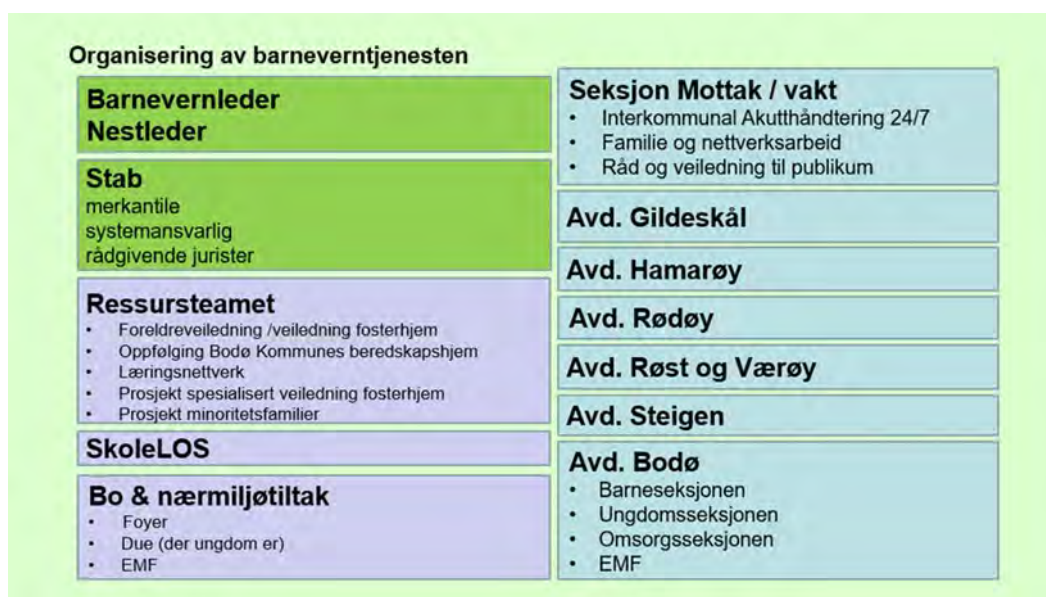 Organisering av barneverntjenesten
Barnevernleder
Nestleder
Stab
merkantile
systemansvarlig
rådgivende jurister
Ressursteamet
• Foreldreveiledning /veiledning fosterhjem
• Oppfølging Bodø Kommunes beredskapshjem
• Læringsnettverk
• Prosjekt spesialisert veiledning fosterhjem
• Prosjekt minoritetsfamilier
SkoleLOS
Bo & nærmiljøtiltak
• Foyer
• Due (der ungdom er)
• EMF
Seksjon Mottak / vakt
• Interkommunal Akutthåndtering 24/7
• Familie og nettverksarbeid
• Råd og veiledning til publikum
Avd. Gildeskål
Avd. Hamarøy
Avd. Rødøy
Avd. Røst og Værøy
Avd. Steigen
Avd. Bodø
• Barneseksjonen
• Ungdomsseksjonen
• Omsorgsseksjonen
• EMF